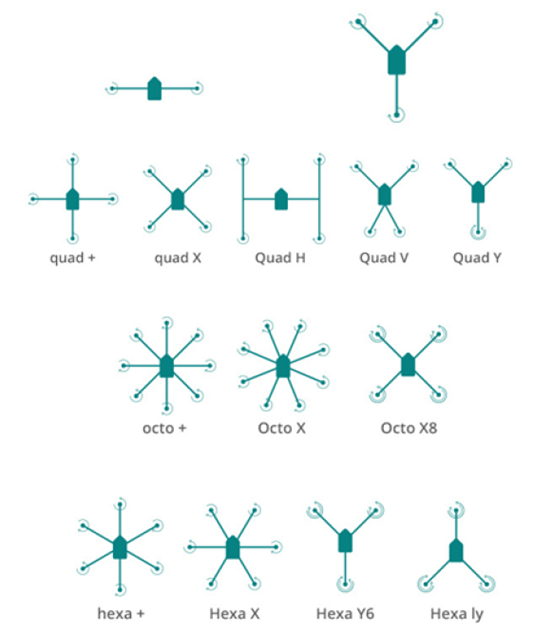 quad +
quad X
Quad H
Quad V
Quad Y
octo +
Octo X
Octo X8
hexa +
Hexa X
Hexa Y6
Hexa ly